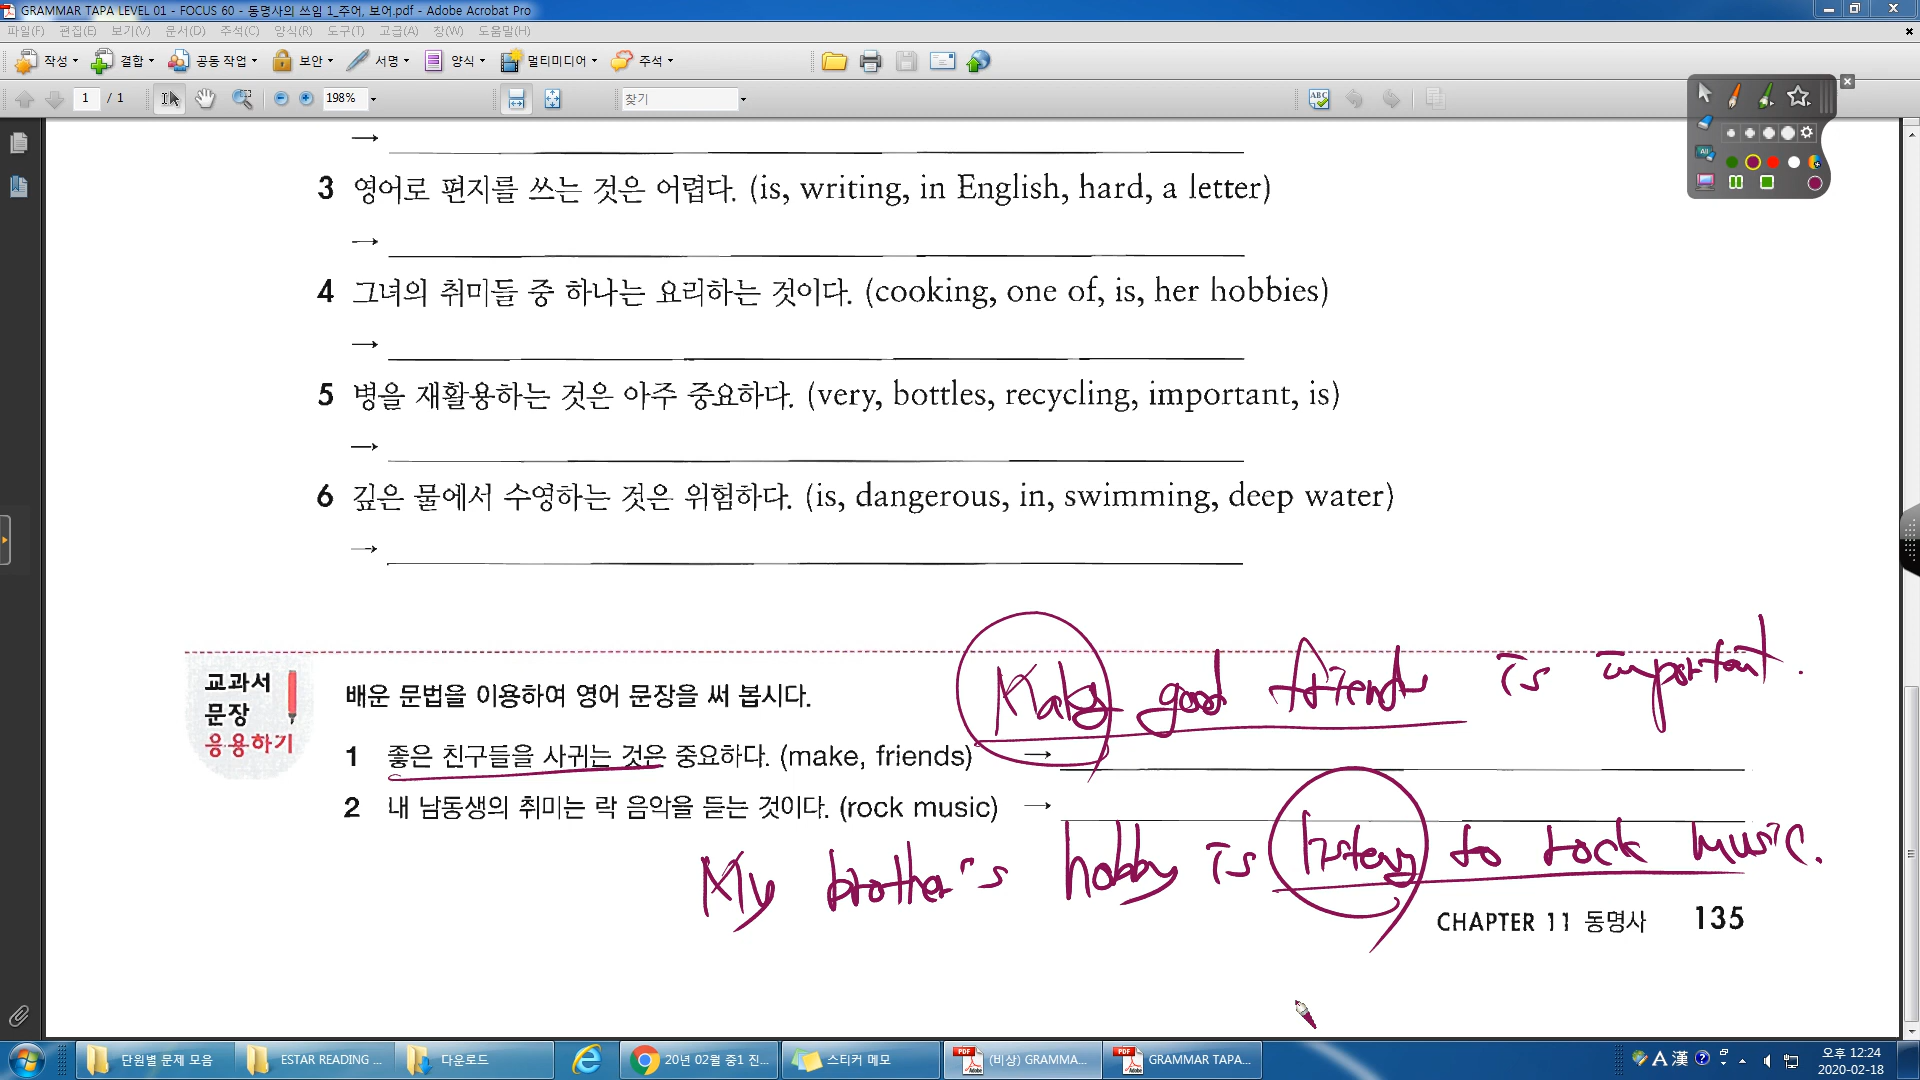 GRAMMAR TAPA LEVEL 01 - FOCUS 60 - 동명사의 쓰임 1_주어, 보어.pdf - Adobe Acrobat Pro
파일(F) 편집(E) 보기(V) 문서(D) 주석(C) 양식(R) 도구(T) 고급(A) 창(W) 도움말(H)
작성 결합 공동 작업 보안 서명 양식 멀티미디어 주석
1 / 1 198% 찾기
→
3 영어로 편지를 쓰는 것은 어렵다. (is, writing, in English, hard, a letter)
→
4 그녀의 취미들 중 하나는 요리하는 것이다. (cooking, one of, is, her hobbies)
→
5 병을 재활용하는 것은 아주 중요하다. (very, bottles, recycling, important, is)
→
6 깊은 물에서 수영하는 것은 위험하다. (is, dangerous, in, swimming, deep water)
→
Making good friends is important.
교과서
문장
응용하기
배운 문법을 이용하여 영어 문장을 써 봅시다.
1 좋은 친구들을 사귀는 것은 중요하다. (make, friends) →
2 내 남동생의 취미는 락 음악을 듣는 것이다. (rock music) →
My brother's hobby is listening to rock music.
CHAPTER 11 동명사 135
단원별 문제 모음 ESTAR READING ... 다운로드 20년 02월 중1 진... 스티커 메모 (비상) GRAMMA... GRAMMAR TAPA... A 漢 오후 12:24
2020-02-18